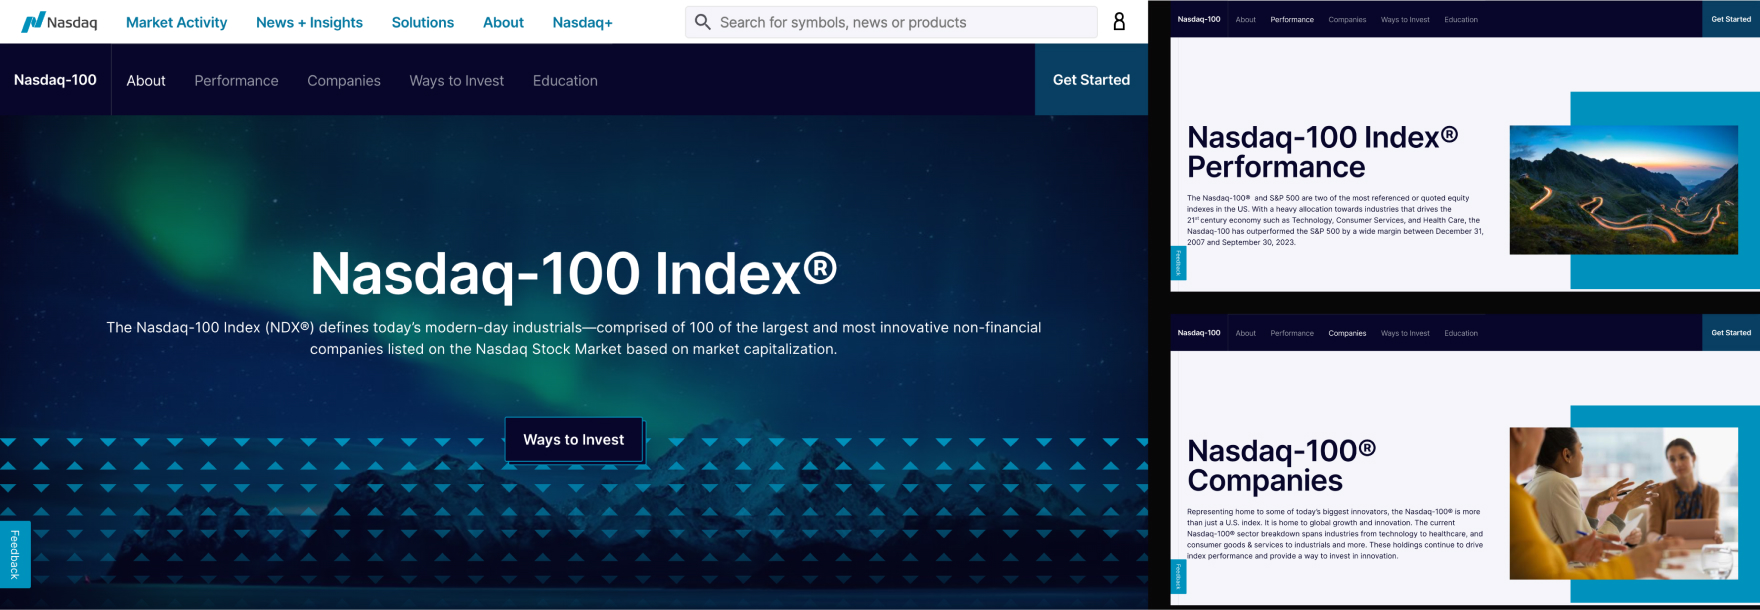 Nasdaq
Market Activity
News + Insights
Solutions
About
Nasdaq+
Search for symbols, news or products
Nasdaq-100
About
Performance
Companies
Ways to Invest
Education
Get Started
Nasdaq-100 Index®
The Nasdaq-100 Index (NDX®) defines today's modern-day industrials—comprised of 100 of the largest and most innovative non-financial
companies listed on the Nasdaq Stock Market based on market capitalization.
Ways to Invest
Feedback
Nasdaq-100
About
Performance
Companies
Ways to Invest
Education
Get Started
Nasdaq-100 Index®
Performance
The Nasdaq-100® and S&P 500 are two of the most referenced or quoted equity
indexes in the US. With a heavy allocation towards industries that drives the
21st century economy such as Technology, Consumer Services, and Health Care, the
Nasdaq-100 has outperformed the S&P 500 by a wide margin between December 31,
2007 and September 30, 2023.
Feedback
Nasdaq-100
About
Performance
Companies
Ways to Invest
Education
Get Started
Nasdaq-100®
Companies
Representing home to some of today's biggest innovators, the Nasdaq-100® is more
than just a U.S. index. It is home to global growth and innovation. The current
Nasdaq-100® sector breakdown spans industries from technology to healthcare, and
consumer goods & services to industrials and more. These holdings continue to drive
index performance and provide a way to invest in innovation.
Feedback